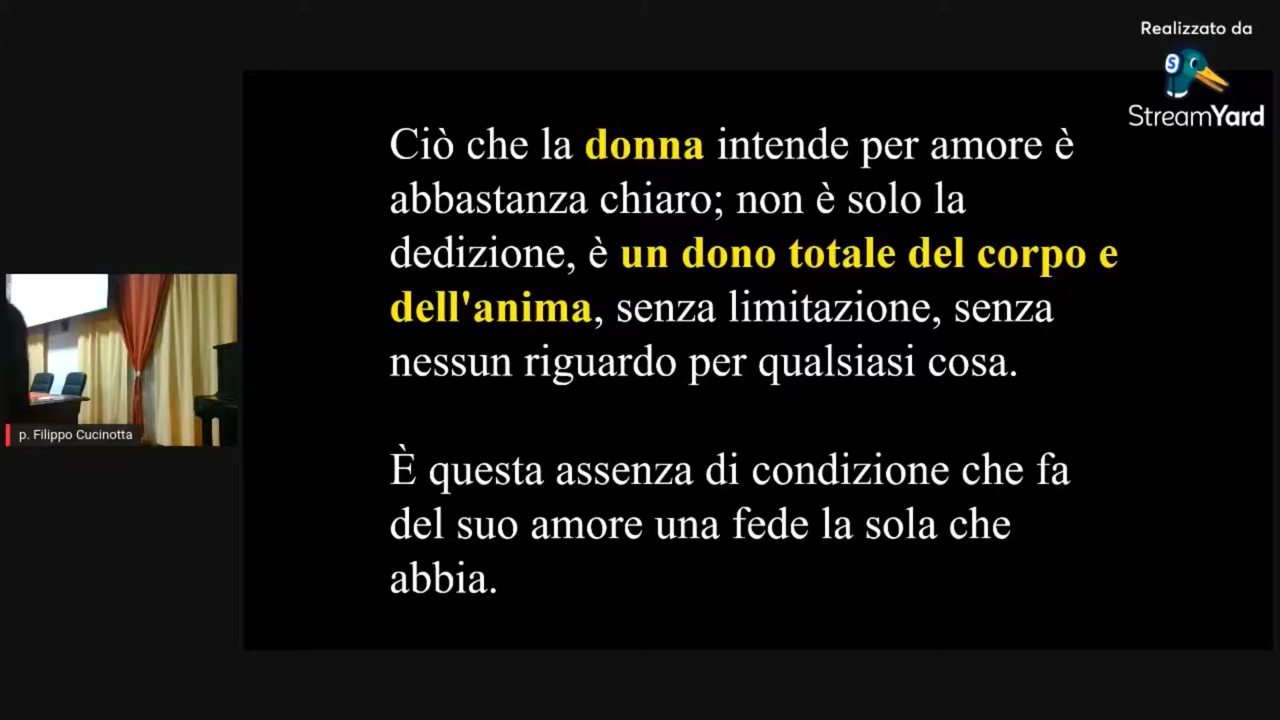 Realizzato da
StreamYard
Ciò che la donna intende per amore è
abbastanza chiaro; non è solo la
dedizione, è un dono totale del corpo e
dell'anima, senza limitazione, senza
nessun riguardo per qualsiasi cosa.
È questa assenza di condizione che fa
del suo amore una fede la sola che
abbia.
p. Filippo Cucinotta